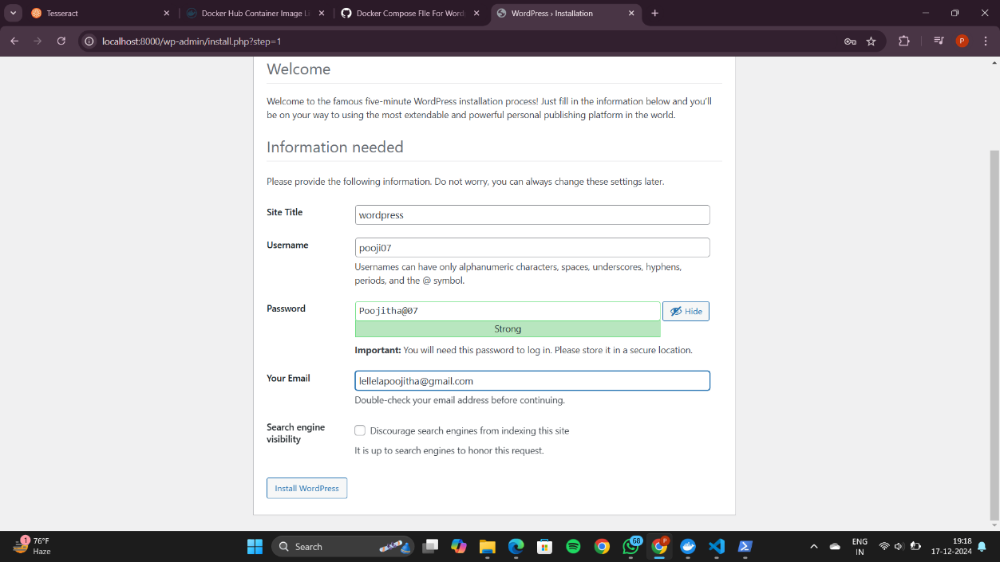 Tesseract
Docker Hub Container Image Li
Docker Compose File For Word
WordPress › Installation
localhost:8000/wp-admin/install.php?step=1
P
Welcome
Welcome to the famous five-minute WordPress installation process! Just fill in the information below and you'll
be on your way to using the most extendable and powerful personal publishing platform in the world.
Information needed
Please provide the following information. Do not worry, you can always change these settings later.
Site Title
wordpress
Username
pooji07
Usernames can have only alphanumeric characters, spaces, underscores, hyphens,
periods, and the @ symbol.
Password
Poojitha@07
Hide
Strong
Important: You will need this password to log in. Please store it in a secure location.
Your Email
lellelapoojitha@gmail.com
Double-check your email address before continuing.
Search engine
visibility
Discourage search engines from indexing this site
It is up to search engines to honor this request.
Install WordPress
1
76°F
Haze
Search
68
P
ENG
IN
19:18
17-12-2024